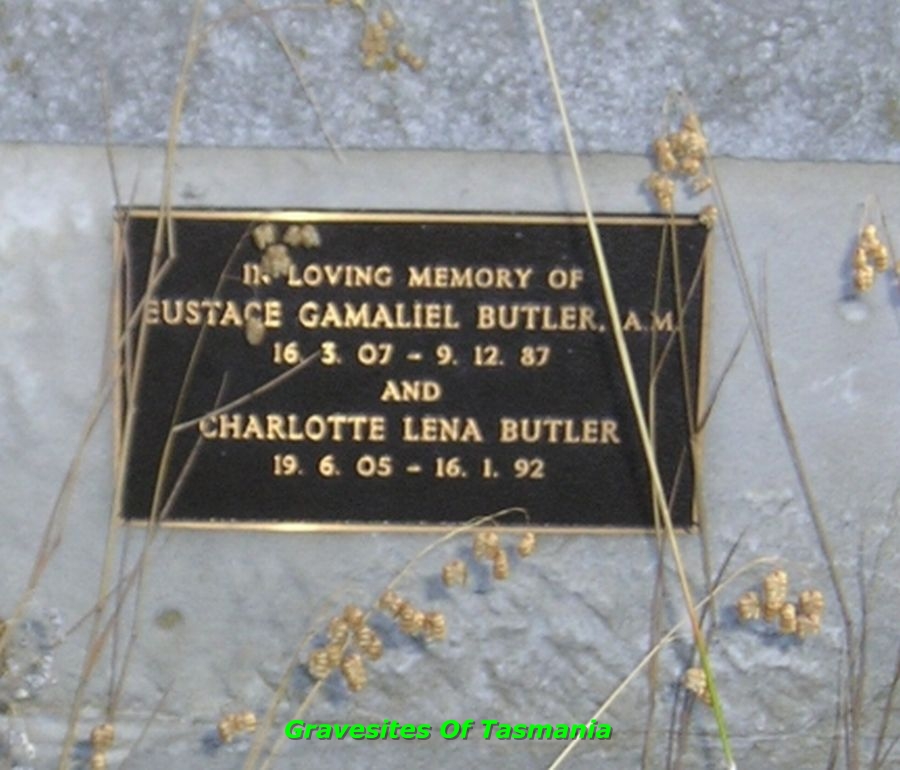 IN LOVING MEMORY OF
EUSTACE GAMALIEL BUTLER. A.M.
16. 3. 07 - 9. 12. 87
AND
CHARLOTTE LENA BUTLER
19. 6. 05 - 16. 1. 92
Gravesites Of Tasmania